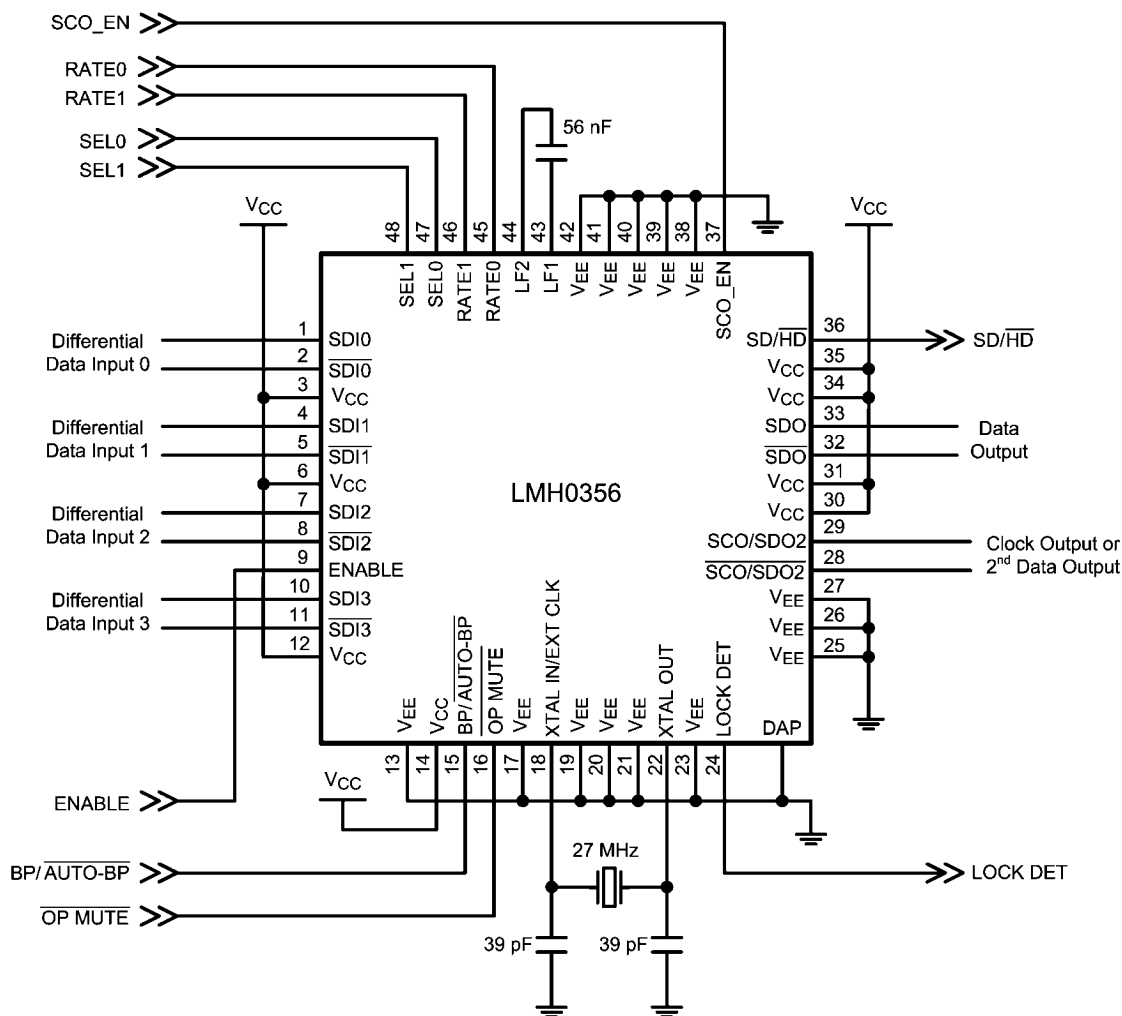 SCO_EN
RATE0
RATE1
SEL0
SEL1
56 nF
VCC
VCC
48 47 46 45 44 43 42 41 40 39 38 37
SEL1 SEL0 RATE1 RATE0 LF2 LF1 VEE VEE VEE VEE VEE SCO_EN
Differential
Data Input 0
1 SDI0
2 SDI0
3 VCC
Differential
Data Input 1
4 SDI1
5 SDI1
6 VCC
Differential
Data Input 2
7 SDI2
8 SDI2
9 ENABLE
Differential
Data Input 3
10 SDI3
11 SDI3
12 VCC
LMH0356
SD/HD 36 SD/HD
VCC 35
VCC 34
SDO 33
SDO 32
Data
Output
VCC 31
VCC 30
SCO/SDO2 29
SCO/SDO2 28
Clock Output or
2nd Data Output
VEE 27
VEE 26
VEE 25
VEE VCC BP/AUTO-BP OP MUTE VEE XTAL IN/EXT CLK VEE VEE VEE XTAL OUT VEE LOCK DET DAP
13 14 15 16 17 18 19 20 21 22 23 24
VCC
ENABLE
27 MHz
BP/AUTO-BP
LOCK DET
OP MUTE
39 pF
39 pF